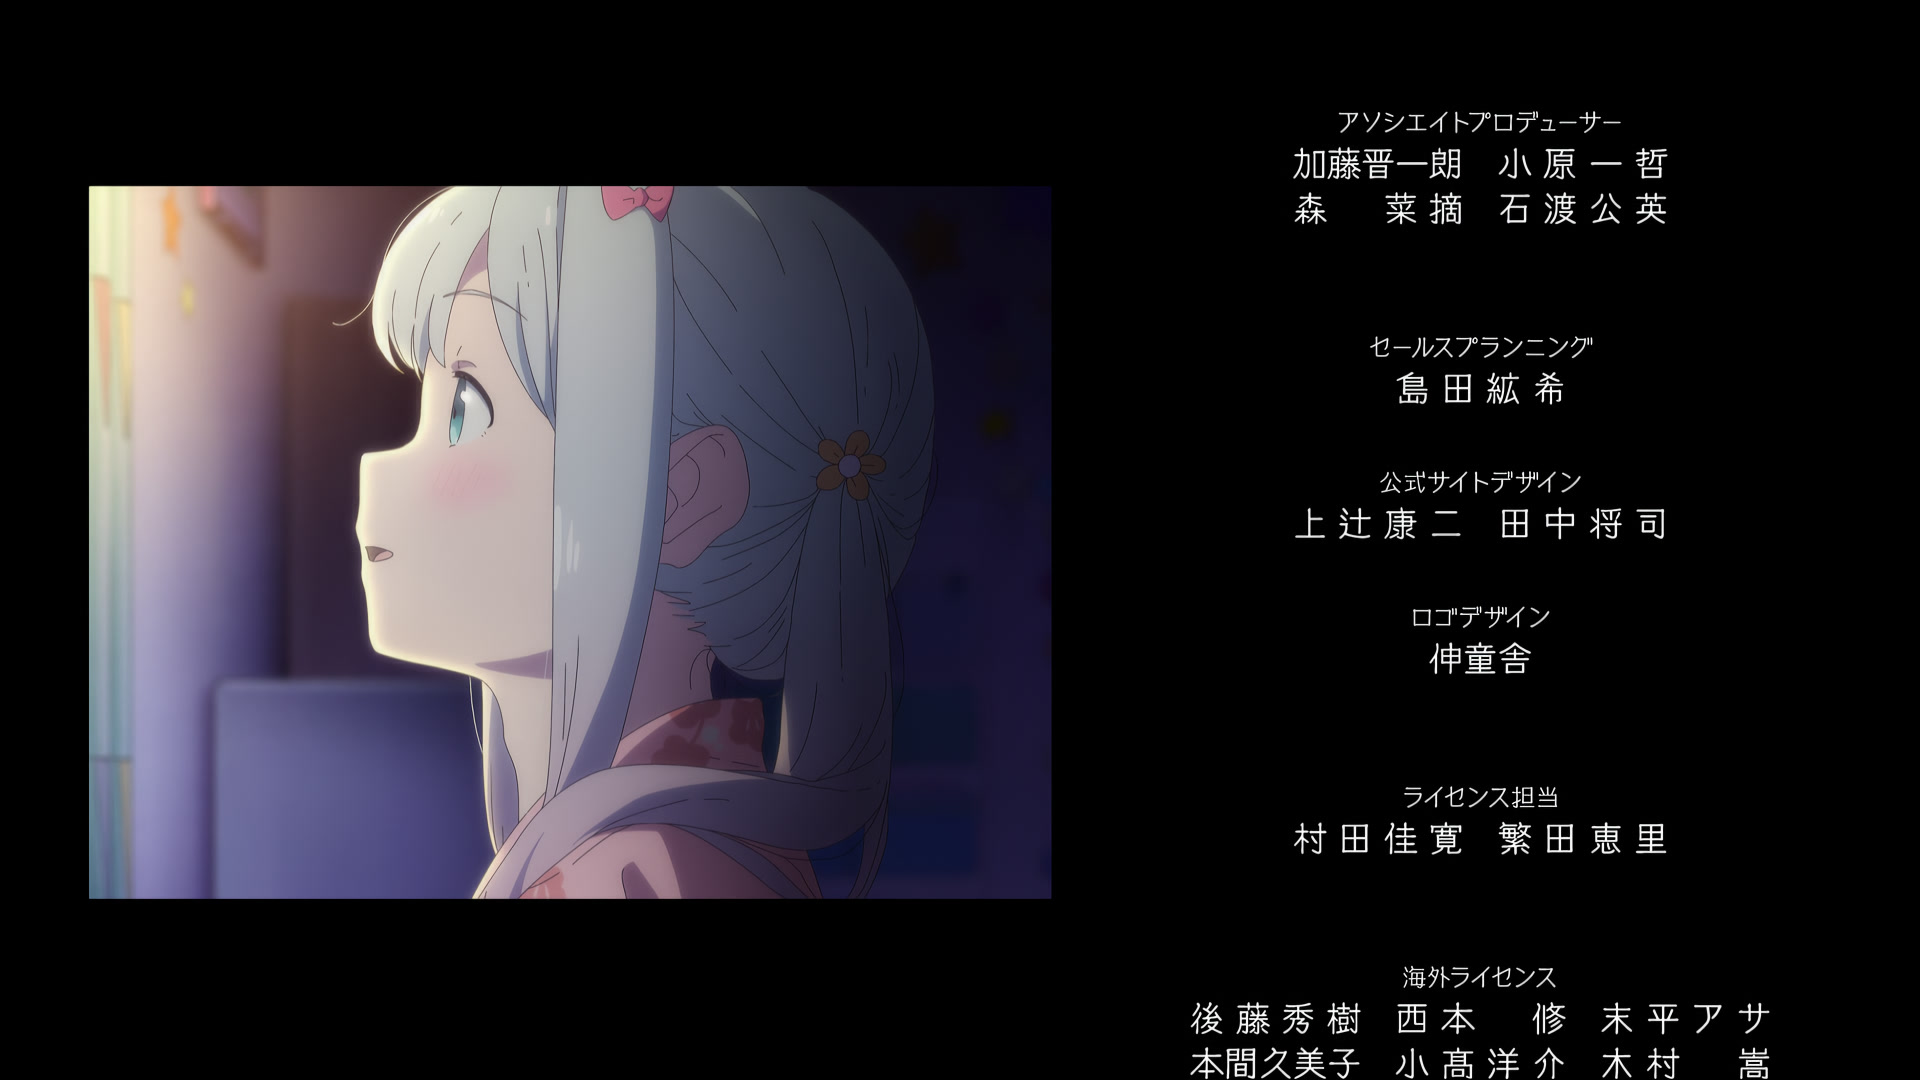 アソシエイトプロデューサー
加藤晋一朗　小原一哲
森　菜摘　石渡公英
セールスプランニング
島田紘希
公式サイトデザイン
上辻康二　田中将司
ロゴデザイン
伸童舎
ライセンス担当
村田佳寛　繁田恵里
海外ライセンス
後藤秀樹　西本　修　末平アサ
本間久美子　小髙洋介　木村　嵩